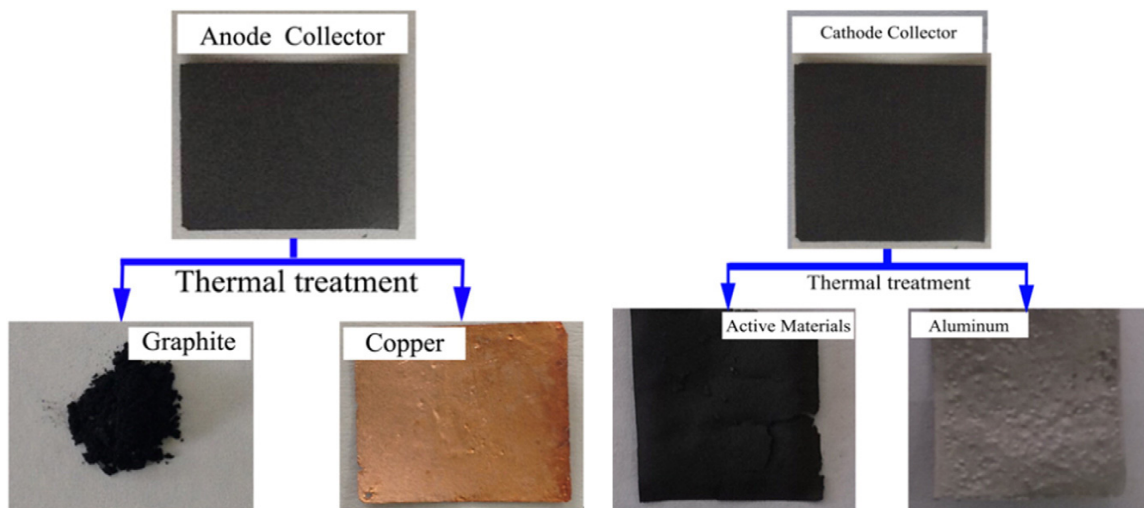 Anode Collector
Cathode Collector
Thermal treatment
Thermal treatment
Graphite
Copper
Active Materials
Aluminum